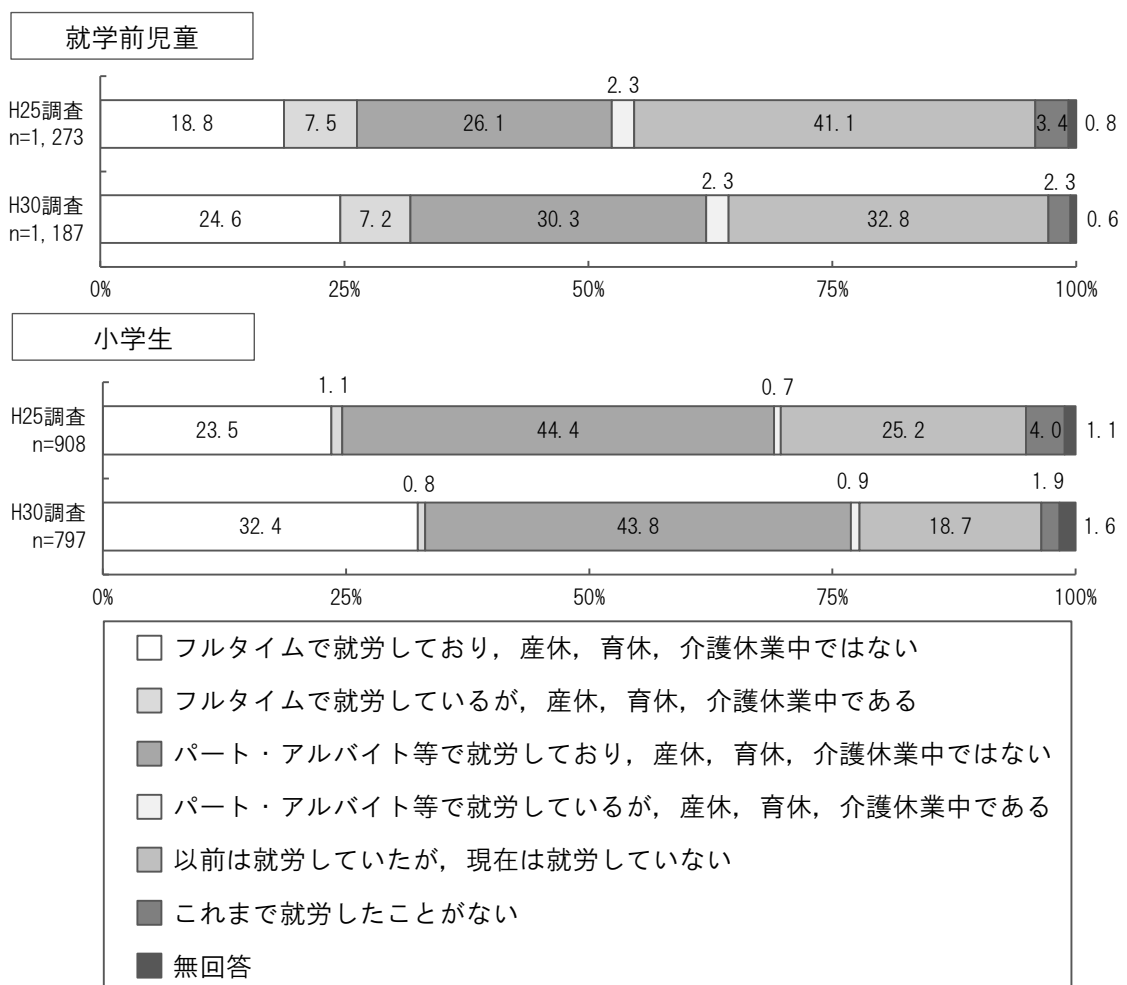 就学前児童
2.3
H25調査
n=1,273
18.8 7.5 26.1 41.1 3.4 0.8
2.3 2.3
H30調査
n=1,187
24.6 7.2 30.3 32.8 0.6
0% 25% 50% 75% 100%
小学生
1.1 0.7
H25調査
n=908
23.5 44.4 25.2 4.0 1.1
0.8 0.9 1.9
H30調査
n=797
32.4 43.8 18.7 1.6
0% 25% 50% 75% 100%
フルタイムで就労しており，産休，育休，介護休業中ではない
フルタイムで就労しているが，産休，育休，介護休業中である
パート・アルバイト等で就労しており，産休，育休，介護休業中ではない
パート・アルバイト等で就労しているが，産休，育休，介護休業中である
以前は就労していたが，現在は就労していない
これまで就労したことがない
無回答